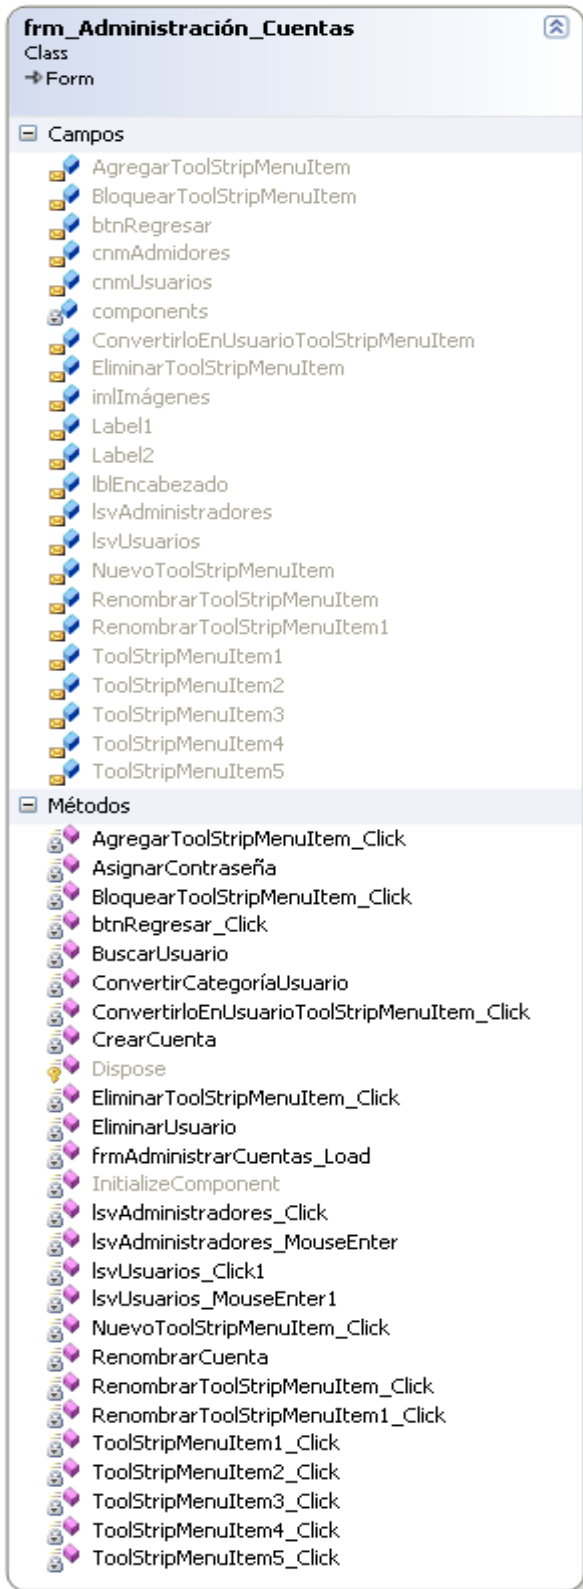 frm_Administración_Cuentas
Class
Form
Campos
AgregarToolStripMenuItem
BloquearToolStripMenuItem
btnRegresar
cnmAdmidores
cnmUsuarios
components
ConvertirloEnUsuarioToolStripMenuItem
EliminarToolStripMenuItem
imlImágenes
Label1
Label2
lblEncabezado
lsvAdministradores
lsvUsuarios
NuevoToolStripMenuItem
RenombrarToolStripMenuItem
RenombrarToolStripMenuItem1
ToolStripMenuItem1
ToolStripMenuItem2
ToolStripMenuItem3
ToolStripMenuItem4
ToolStripMenuItem5
Métodos
AgregarToolStripMenuItem_Click
AsignarContraseña
BloquearToolStripMenuItem_Click
btnRegresar_Click
BuscarUsuario
ConvertirCategoríaUsuario
ConvertirloEnUsuarioToolStripMenuItem_Click
CrearCuenta
Dispose
EliminarToolStripMenuItem_Click
EliminarUsuario
frmAdministrarCuentas_Load
InitializeComponent
lsvAdministradores_Click
lsvAdministradores_MouseEnter
lsvUsuarios_Click1
lsvUsuarios_MouseEnter1
NuevoToolStripMenuItem_Click
RenombrarCuenta
RenombrarToolStripMenuItem_Click
RenombrarToolStripMenuItem1_Click
ToolStripMenuItem1_Click
ToolStripMenuItem2_Click
ToolStripMenuItem3_Click
ToolStripMenuItem4_Click
ToolStripMenuItem5_Click